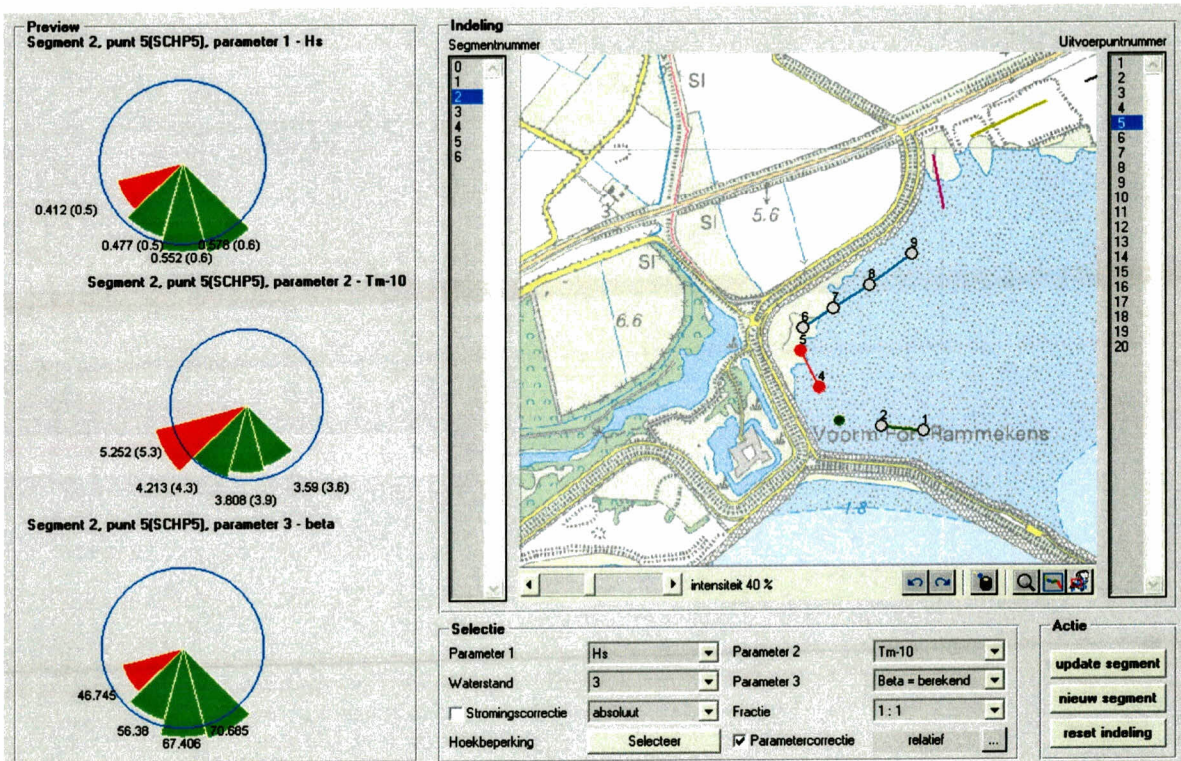 Preview
Segment 2, punt 5(SCHP5), parameter 1 - Hs
0.412 (0.5)
0.477 (0.5)
0.578 (0.6)
0.552 (0.6)
Segment 2, punt 5(SCHP5), parameter 2 - Tm-10
5.252 (5.3)
4.213 (4.3)
3.59 (3.6)
3.808 (3.9)
Segment 2, punt 5(SCHP5), parameter 3 - beta
46.745
56.38
70.685
67.406
Indeling
Segmentnummer
0
1
2
3
4
5
6
Sl
Sl
Sl
3
5.6
6.6
9
8
7
6
5
4
2
1
Voorm Fort Rammekens
1.8
Uitvoerpuntnummer
1
2
3
4
5
6
7
8
9
10
11
12
13
14
15
16
17
18
19
20
intensiteit 40 %
Selectie
Parameter 1
Hs
Parameter 2
Tm-10
Waterstand
3
Parameter 3
Beta = berekend
Stromingscorrectie
absoluut
Fractie
1 : 1
Hoekbeperking
Selecteer
Parametercorrectie
relatief
...
Actie
update segment
nieuw segment
reset indeling